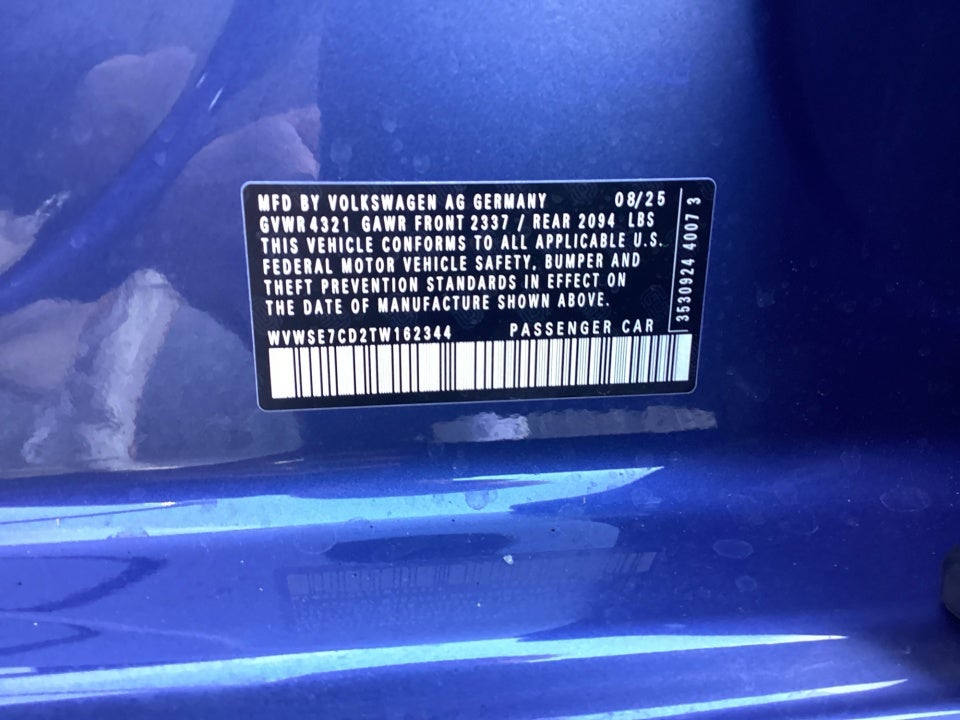 MFD BY VOLKSWAGEN AG GERMANY 08/25
GVWR 4321 GAWR FRONT 2337 / REAR 2094 LBS
THIS VEHICLE CONFORMS TO ALL APPLICABLE U.S.
FEDERAL MOTOR VEHICLE SAFETY, BUMPER AND
THEFT PREVENTION STANDARDS IN EFFECT ON
THE DATE OF MANUFACTURE SHOWN ABOVE.
WVWSE7CD2TW162344 PASSENGER CAR
3530924 4007 3